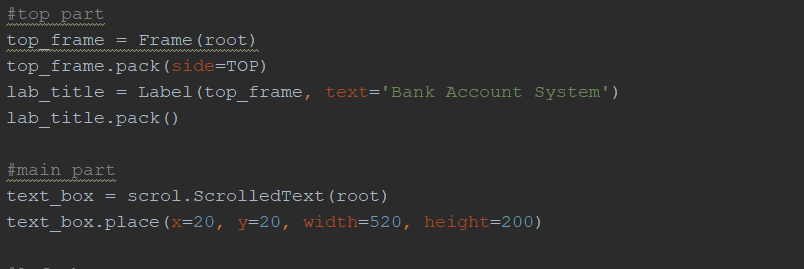 #top part
top_frame = Frame(root)
top_frame.pack(side=TOP)
lab_title = Label(top_frame, text='Bank Account System')
lab_title.pack()
#main part
text_box = scrol.ScrolledText(root)
text_box.place(x=20, y=20, width=520, height=200)